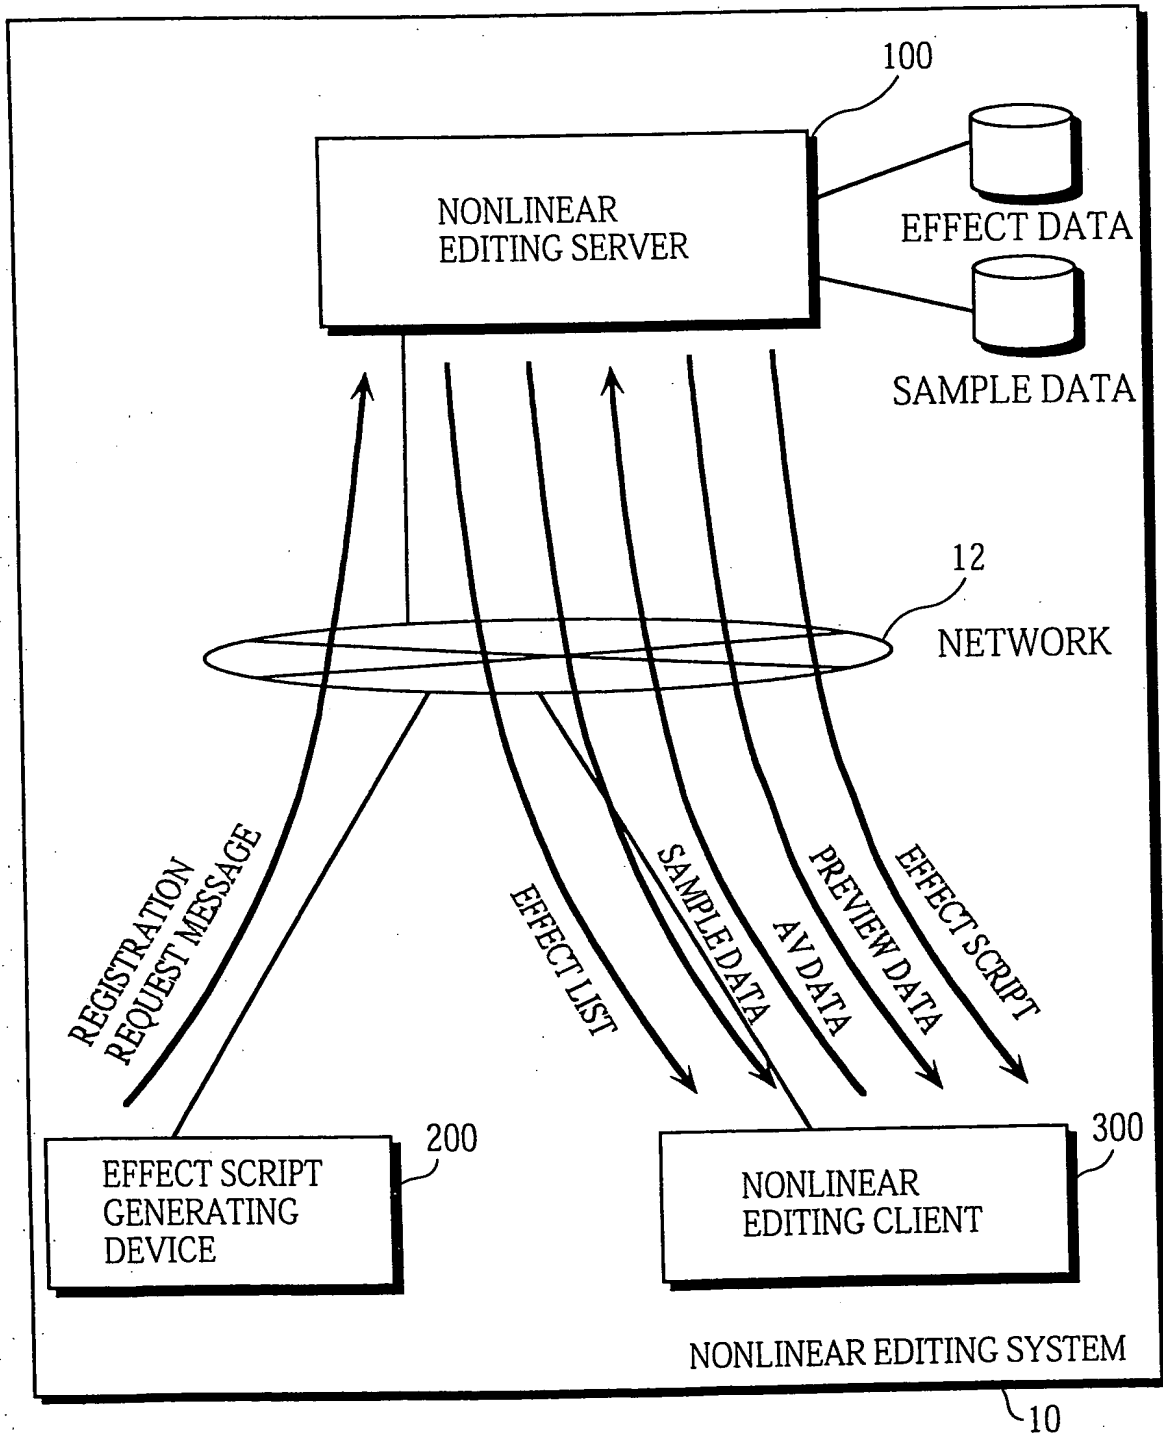 100
NONLINEAR
EDITING SERVER
EFFECT DATA
SAMPLE DATA
12
NETWORK
REGISTRATION
REQUEST MESSAGE
EFFECT LIST
SAMPLE DATA
AV DATA
PREVIEW DATA
EFFECT SCRIPT
200
EFFECT SCRIPT
GENERATING
DEVICE
300
NONLINEAR
EDITING CLIENT
NONLINEAR EDITING SYSTEM
10